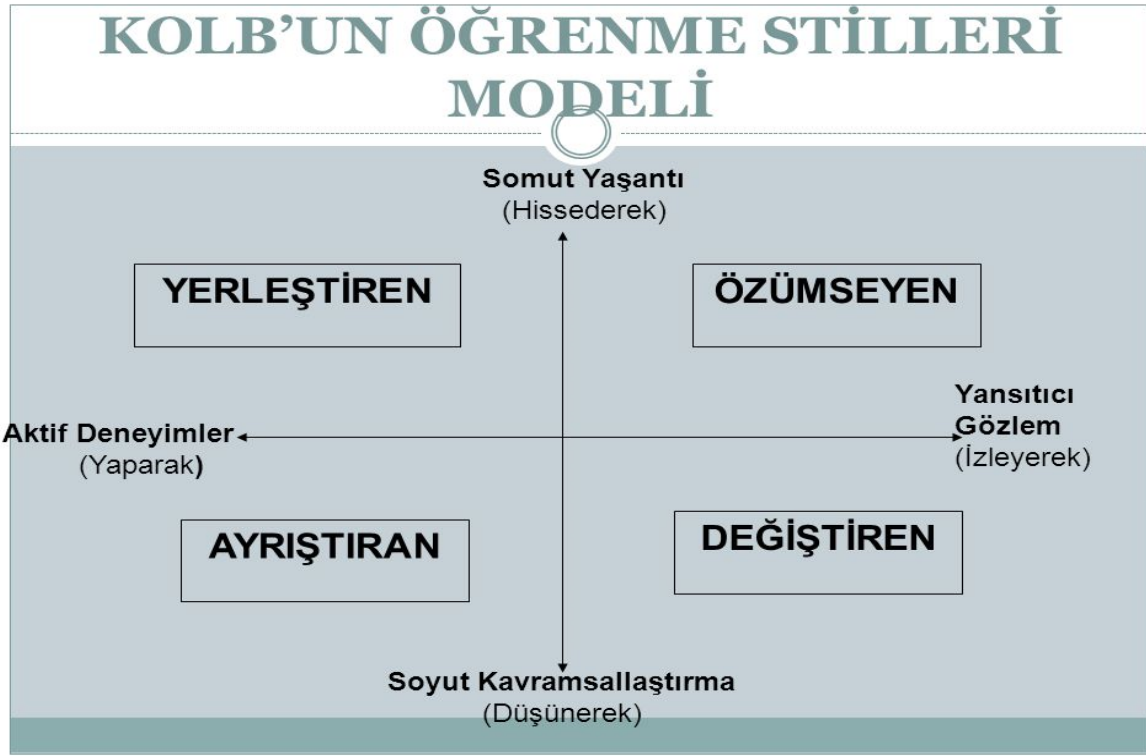 KOLB’UN ÖĞRENME STİLLERİ
MODELİ
Somut Yaşantı
(Hissederek)
YERLEŞTİREN
ÖZÜMSEYEN
Aktif Deneyimler
(Yaparak)
Yansıtıcı
Gözlem
(İzleyerek)
AYRIŞTIRAN
DEĞİŞTİREN
Soyut Kavramsallaştırma
(Düşünerek)